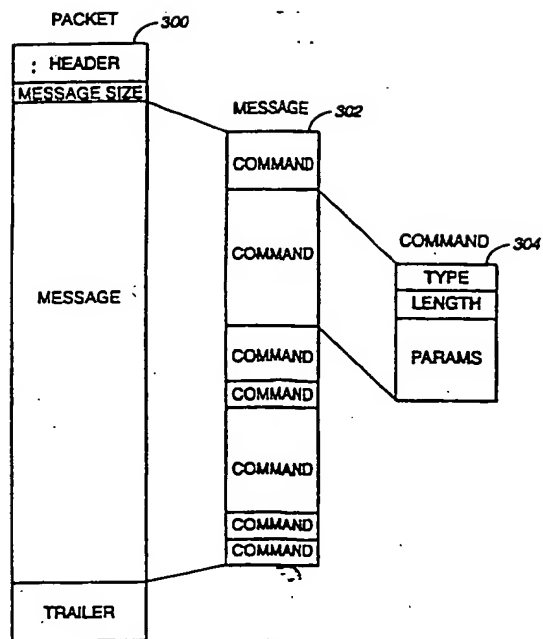 PACKET
300
HEADER
MESSAGE SIZE
MESSAGE
TRAILER
MESSAGE
302
COMMAND
COMMAND
COMMAND
COMMAND
COMMAND
COMMAND
COMMAND
COMMAND
304
TYPE
LENGTH
PARAMS